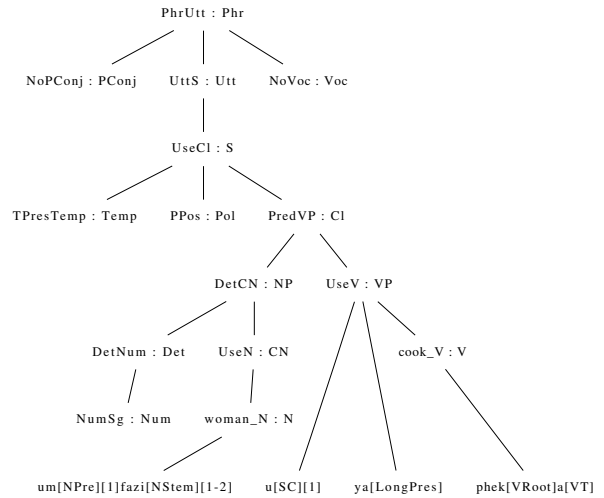 PhrUtt : Phr
NoPConj : PConj UttS : Utt NoVoc : Voc
UseCl : S
TPresTemp : Temp PPos : Pol PredVP : Cl
DetCN : NP UseV : VP
DetNum : Det UseN : CN cook_V : V
NumSg : Num woman_N : N
um[NPre][1]fazi[NStem][1-2] u[SC][1] ya[LongPres] phek[VRoot]a[VT]